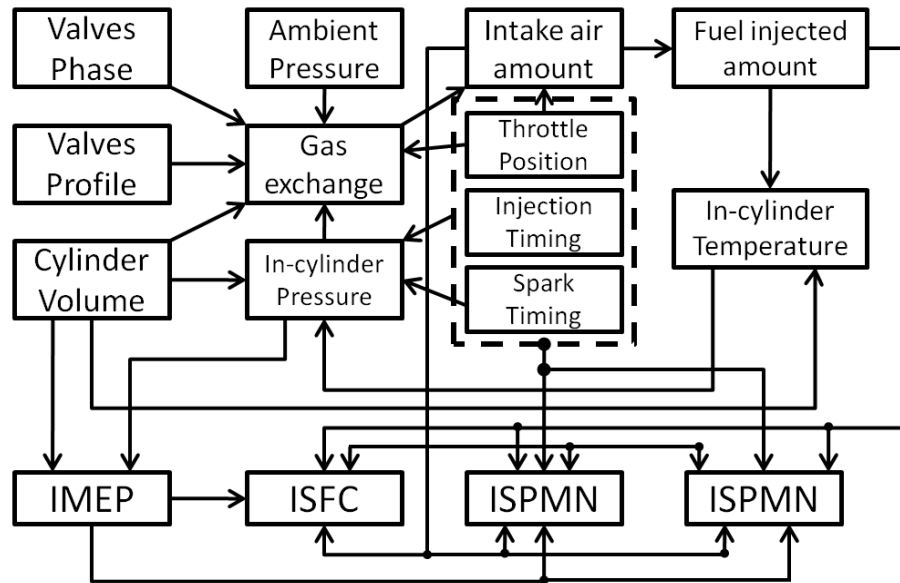 Valves
Phase
Ambient
Pressure
Intake air
amount
Fuel injected
amount
Valves
Profile
Gas
exchange
Throttle
Position
Injection
Timing
In-cylinder
Temperature
Cylinder
Volume
In-cylinder
Pressure
Spark
Timing
IMEP
ISFC
ISPMN
ISPMN